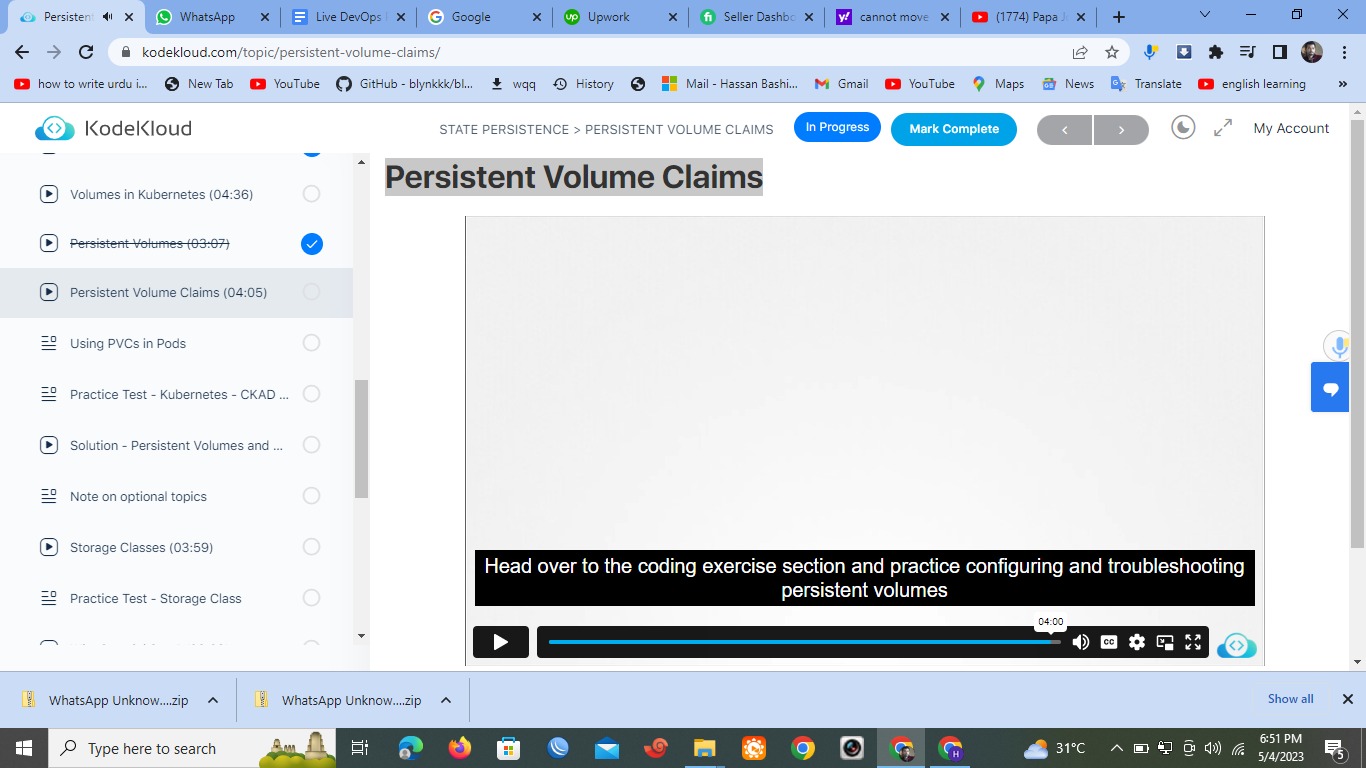 Persistent
WhatsApp
Live DevOps
Google
Upwork
Seller Dashbo
cannot move
(1774) Papa J
kodekloud.com/topic/persistent-volume-claims/
how to write urdu i...
New Tab
YouTube
GitHub - blynkkk/bl...
wqq
History
Mail - Hassan Bashi...
Gmail
YouTube
Maps
News
Translate
english learning
»
KodeKloud
STATE PERSISTENCE > PERSISTENT VOLUME CLAIMS
In Progress
Mark Complete
My Account
Volumes in Kubernetes (04:36)
Persistent Volumes (03:07)
Persistent Volume Claims (04:05)
Using PVCs in Pods
Practice Test - Kubernetes - CKAD ...
Solution - Persistent Volumes and ...
Note on optional topics
Storage Classes (03:59)
Practice Test - Storage Class
Persistent Volume Claims
Head over to the coding exercise section and practice configuring and troubleshooting
persistent volumes
04:00
CC
WhatsApp Unknow....zip
WhatsApp Unknow....zip
Show all
Type here to search
31°C
6:51 PM
5/4/2023
5